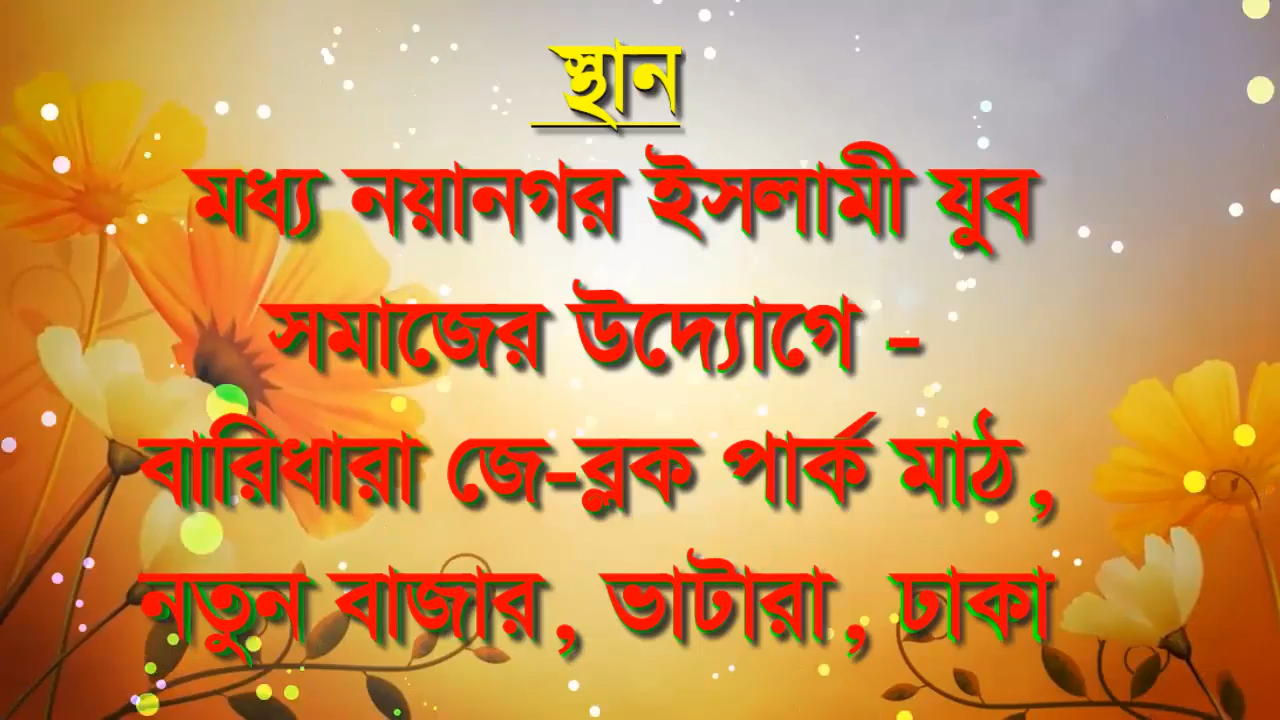 স্থান
মধ্য নয়ানগর ইসলামী যুব
সমাজের উদ্যোগে -
বারিধারা জে-ব্লক পার্ক মাঠ,
নতুন বাজার, ভাটারা, ঢাকা